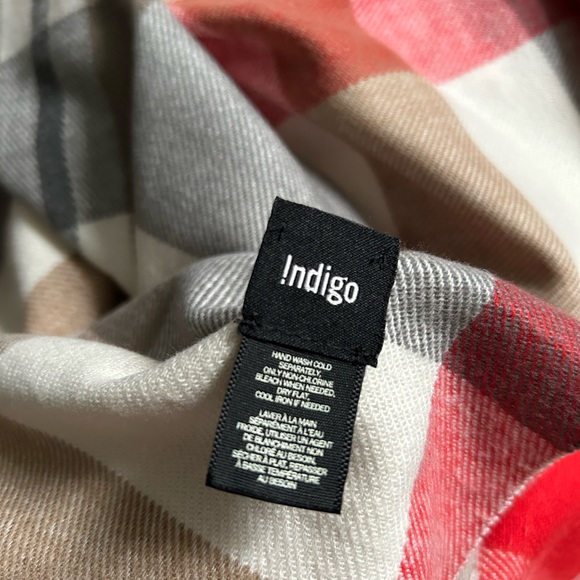 Indigo
HAND WASH COLD
SEPARATELY,
ONLY NON-CHLORINE
BLEACH WHEN NEEDED,
DRY FLAT,
COOL IRON IF NEEDED
LAVER À LA MAIN
SÉPARÉMENT À L'EAU
FROIDE, UTILISER UN AGENT
DE BLANCHIMENT NON
CHLORÉ AU BESOIN,
SÉCHER À PLAT, REPASSER
À BASSE TEMPÉRATURE
AU BESOIN